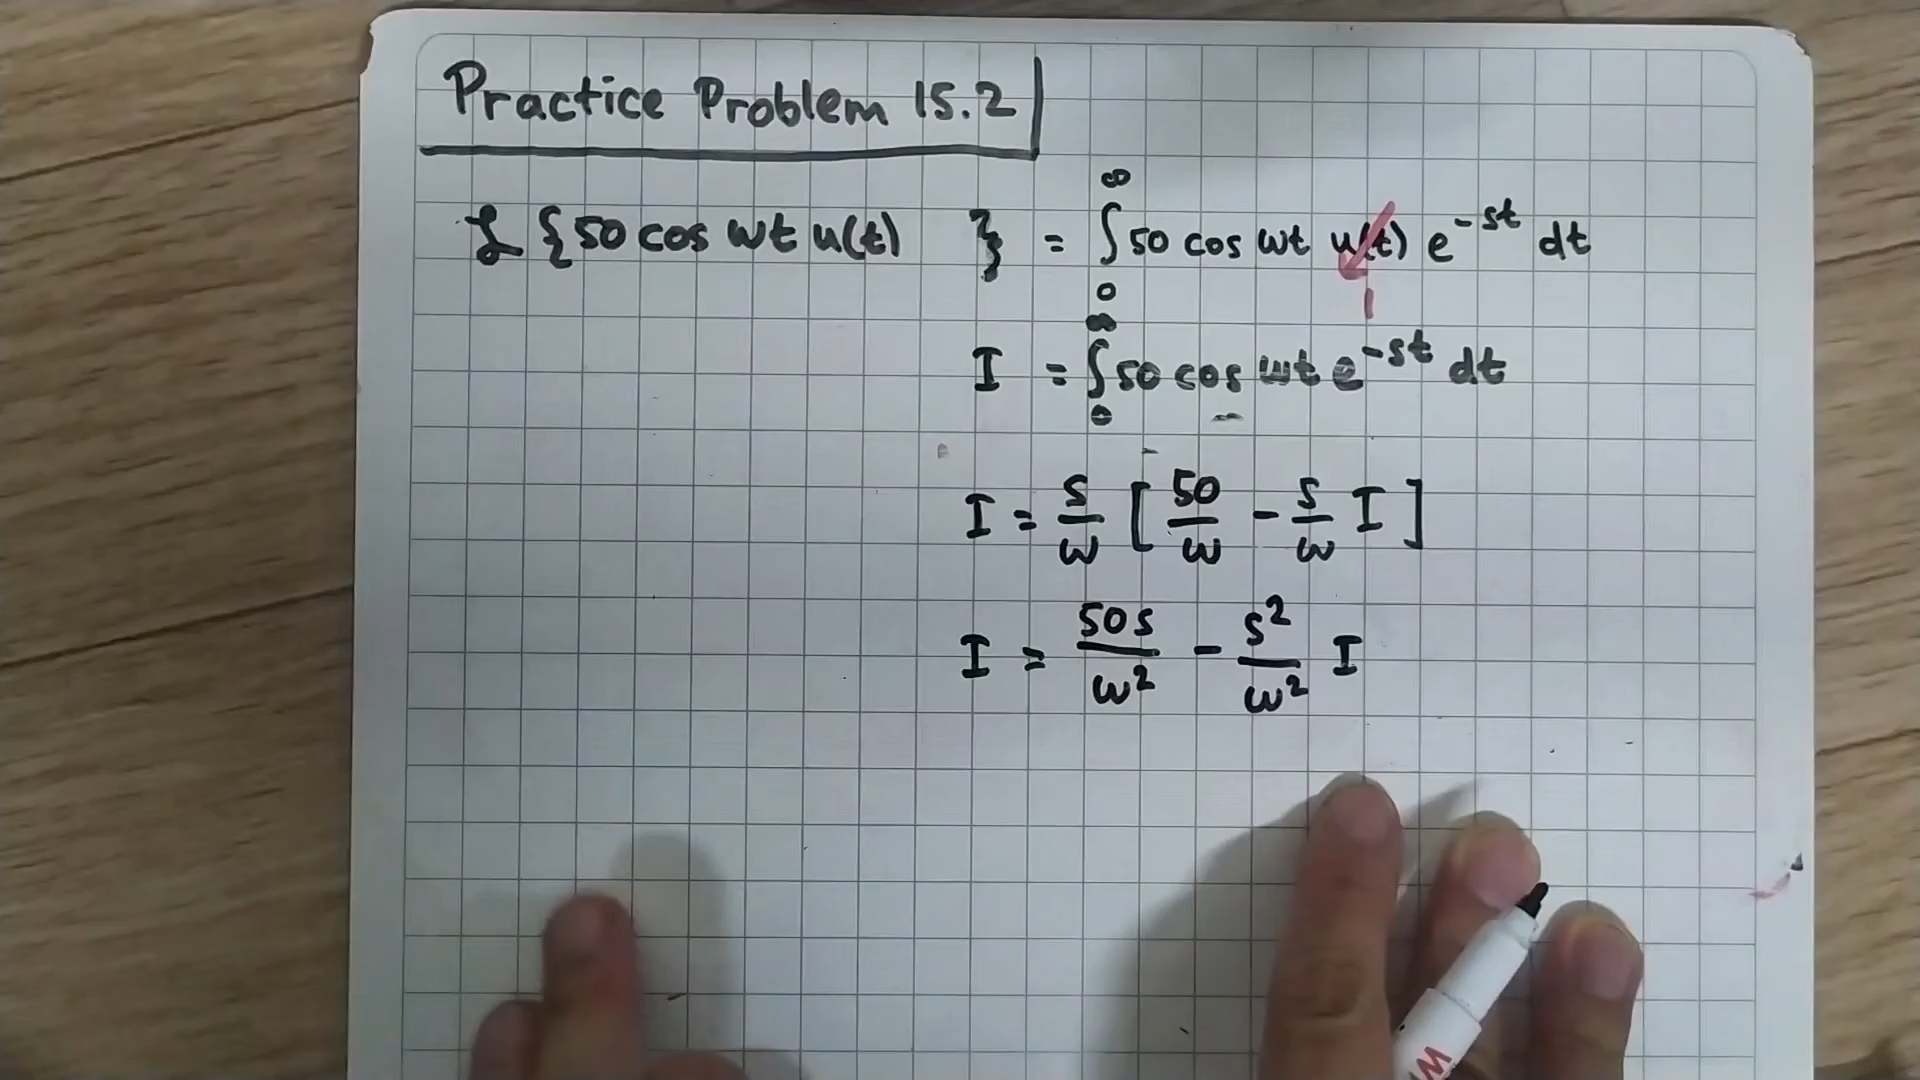 Practice Problem 15.2
ℒ {50 cos ωt u(t) } = ∫₀^∞ 50 cos ωt u(t) e^{-st} dt
1
I = ∫₀^∞ 50 cos ωt e^{-st} dt
I = s/ω [ 50/ω - s/ω I ]
I = 50s/ω² - s²/ω² I
W